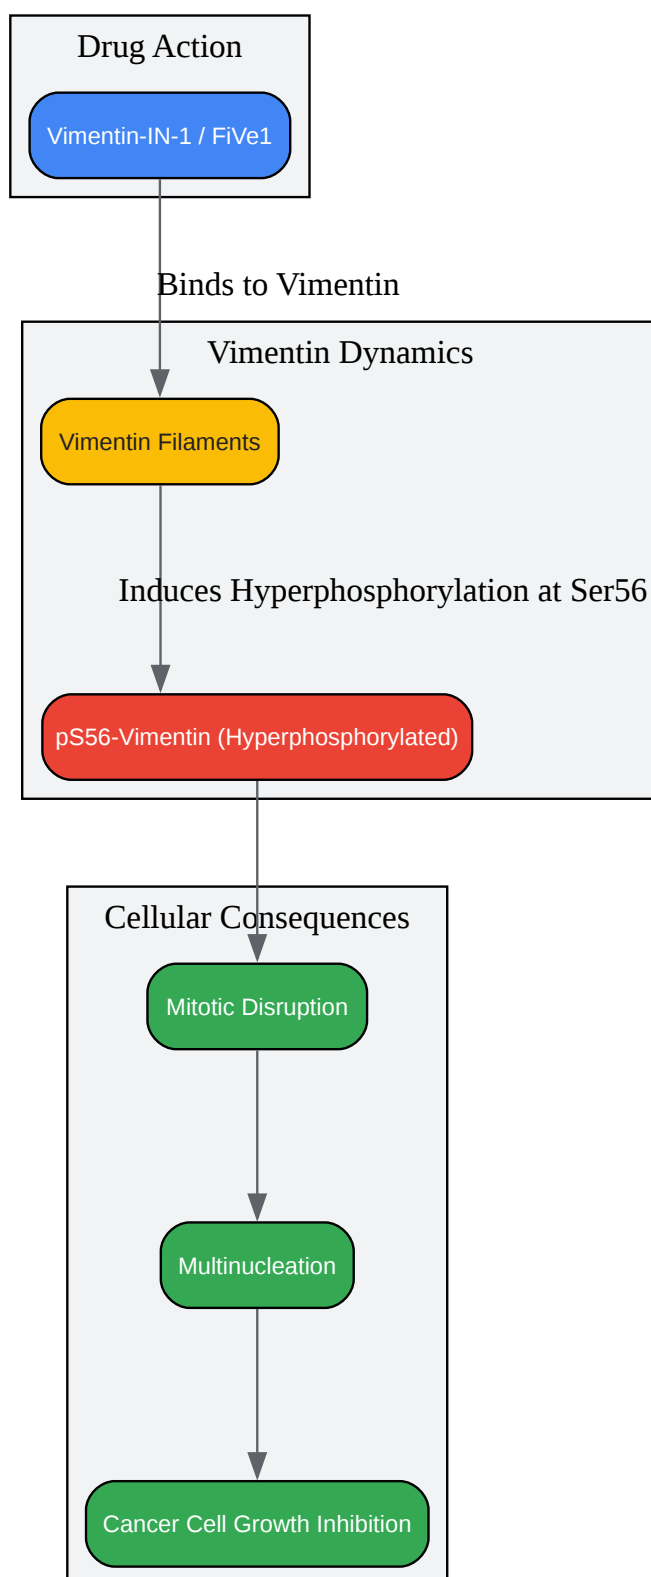 Drug Action
Vimentin-IN-1 / FiVe1
Binds to Vimentin
Vimentin Dynamics
Vimentin Filaments
Induces Hyperphosphorylation at Ser56
pS56-Vimentin (Hyperphosphorylated)
Cellular Consequences
Mitotic Disruption
Multinucleation
Cancer Cell Growth Inhibition